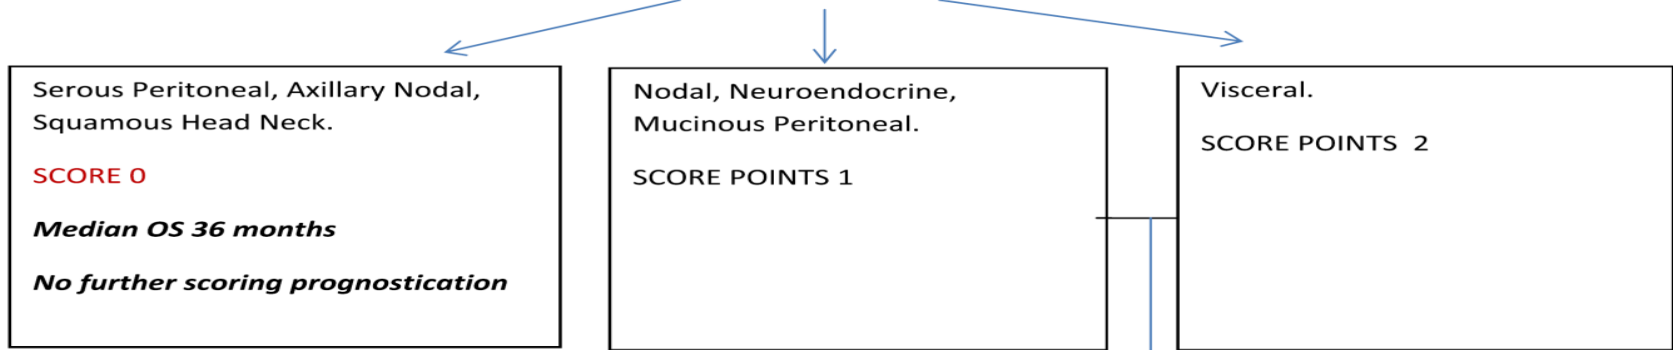 Serous Peritoneal, Axillary Nodal,
Squamous Head Neck.
SCORE 0
Median OS 36 months
No further scoring prognostication
Nodal, Neuroendocrine,
Mucinous Peritoneal.
SCORE POINTS 1
Visceral.
SCORE POINTS 2